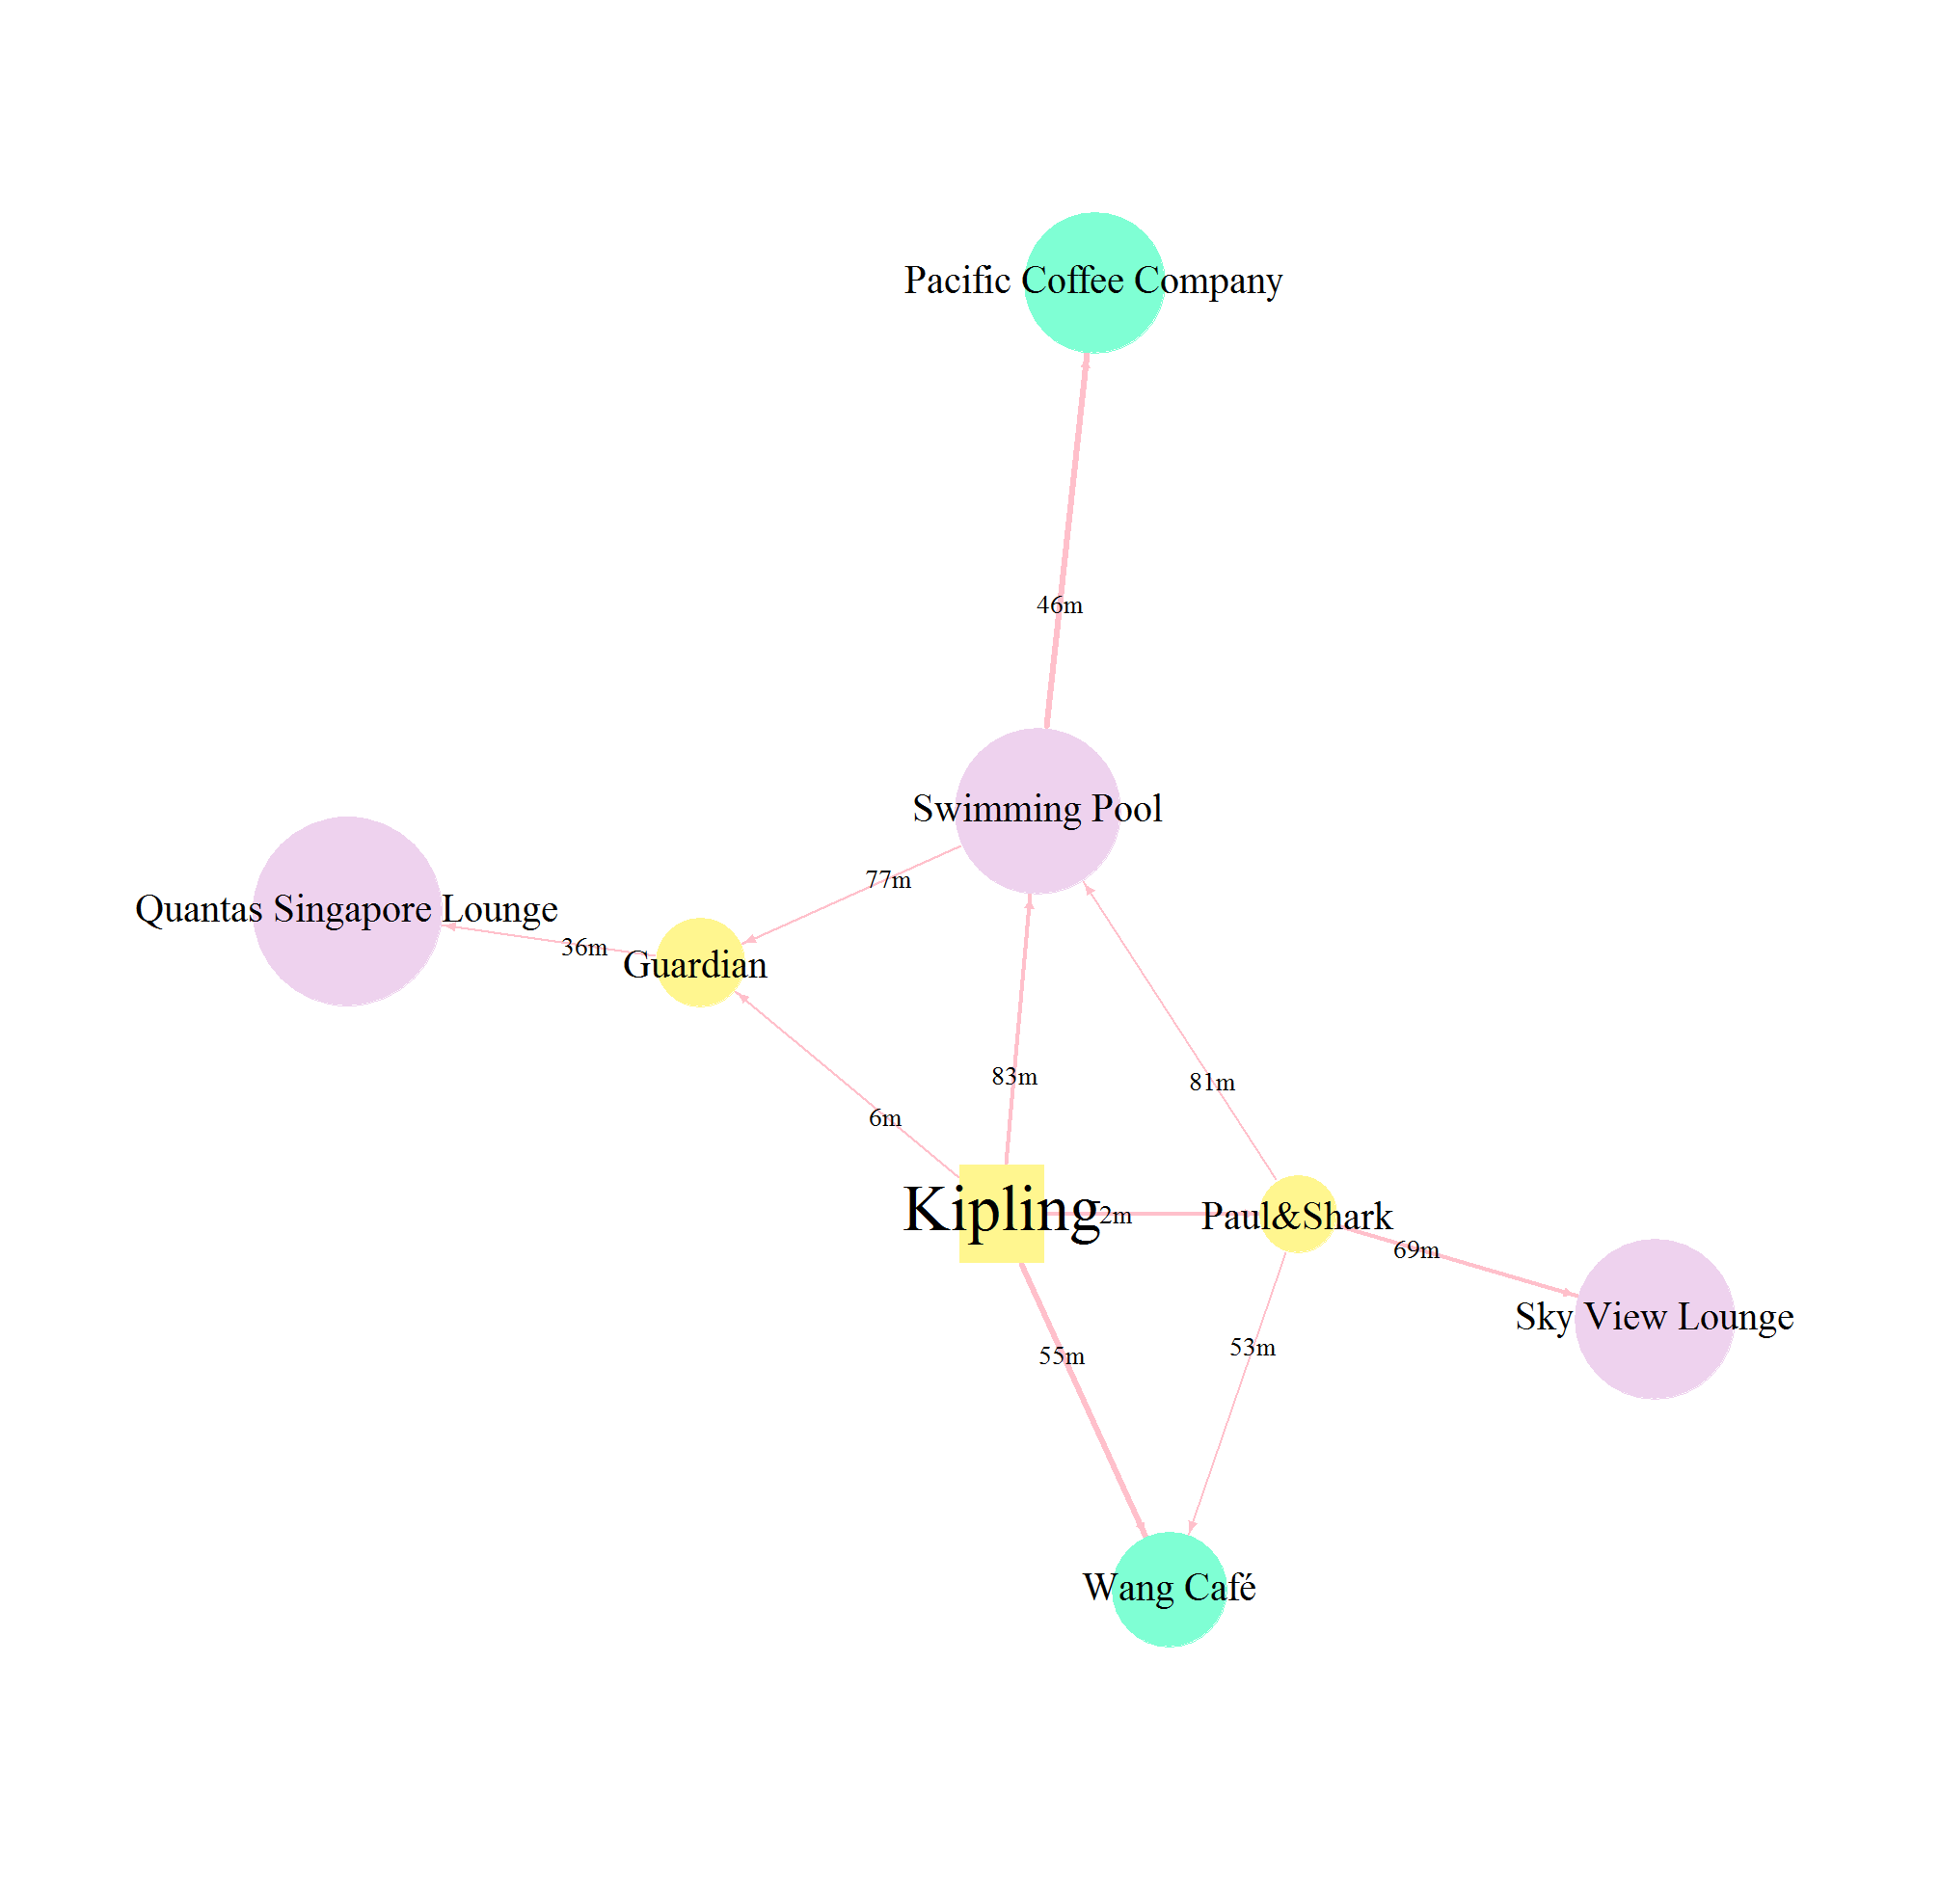 Pacific Coffee Company
46m
Swimming Pool
77m
Quantas Singapore Lounge
36m
Guardian
83m
81m
6m
Kipling
2m
Paul&Shark
69m
Sky View Lounge
53m
55m
Wang Café